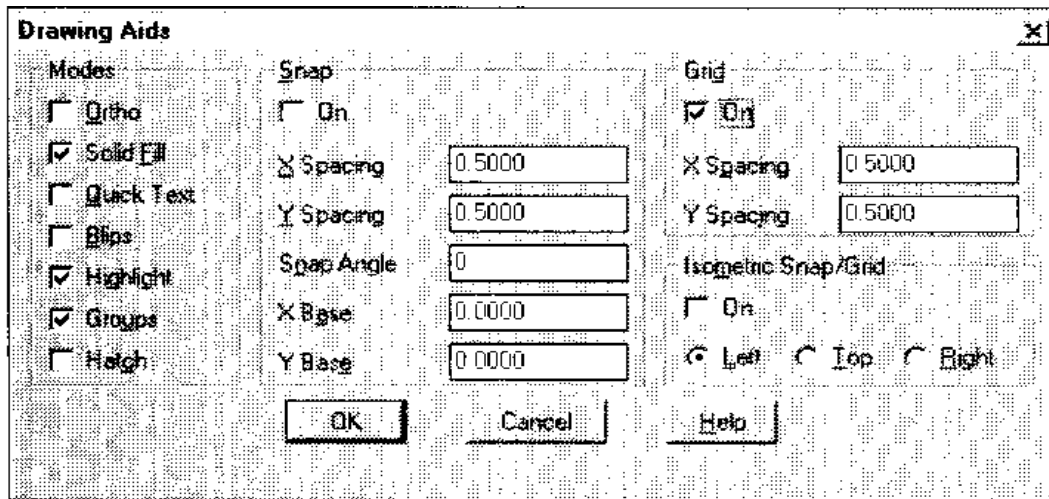 Drawing Aids
Modes
Ortho
Solid Fill
Quick Text
Blips
Highlight
Groups
Hatch
Snap
On
X Spacing 0.5000
Y Spacing 0.5000
Snap Angle 0
X Base 0.0000
Y Base 0.0000
Grid
On
X Spacing 0.5000
Y Spacing 0.5000
Isometric Snap/Grid
On
Left Top Right
OK Cancel Help